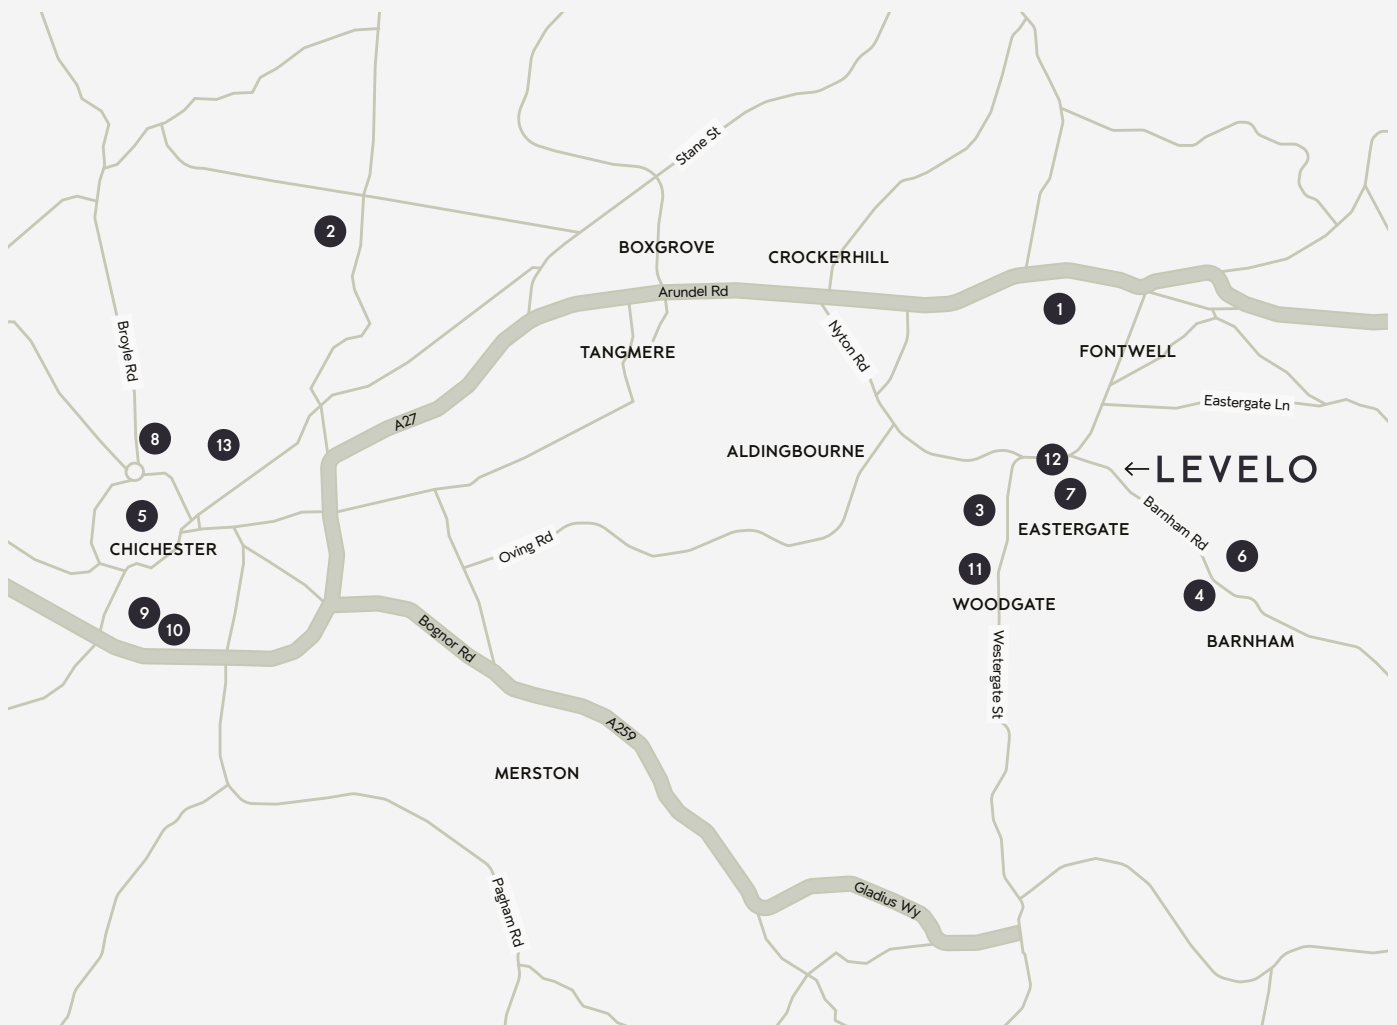 Stane St
2
BOXGROVE
CROCKERHILL
Arundel Rd
1
Broyle Rd
TANGMERE
Nyton Rd
FONTWELL
Eastergate Ln
A27
8
13
ALDINGBOURNE
12
LEVELO
7
3
5
EASTERGATE
Barnham Rd
CHICHESTER
Oving Rd
6
11
4
WOODGATE
9
10
Bognor Rd
BARNHAM
Westergate St
A259
MERSTON
Gladius Wy
Pagham Rd